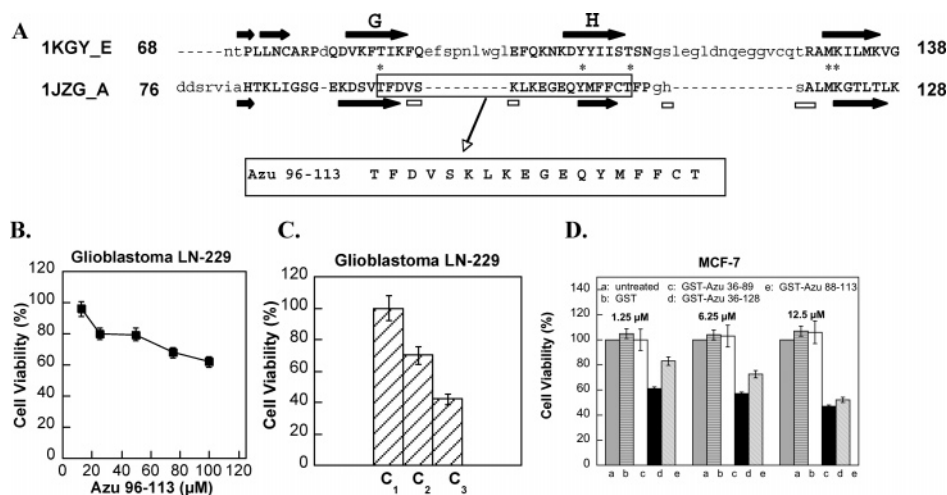 G H
A
1KGY_E 68 -----ntPLLNCARPdQDVKFTIKFQefspnlwglEFQKNKDYYIISTSNgslegldnqeggvcqtRAMKILMKVG 138
* * * **
1JZG_A 76 ddsrviaHTKLIGSG-EKDSVTFDVS---------KLKEGEQYMFFCTFPgh--------------sALMKGTLTLK 128
Azu 96-113 T F D V S K L K E G E Q Y M F F C T
B.
Glioblastoma LN-229
120
100
80
60
40
20
0
0 20 40 60 80 100 120
Cell Viability (%)
Azu 96-113 (µM)
C.
Glioblastoma LN-229
120
100
80
60
40
20
0
Cell Viability (%)
C1 C2 C3
D.
MCF-7
a: untreated c: GST-Azu 36-89 e: GST-Azu 88-113
b: GST d: GST-Azu 36-128
1.25 µM 6.25 µM 12.5 µM
140
120
100
80
60
40
20
0
Cell Viability (%)
a b c d e a b c d e a b c d e